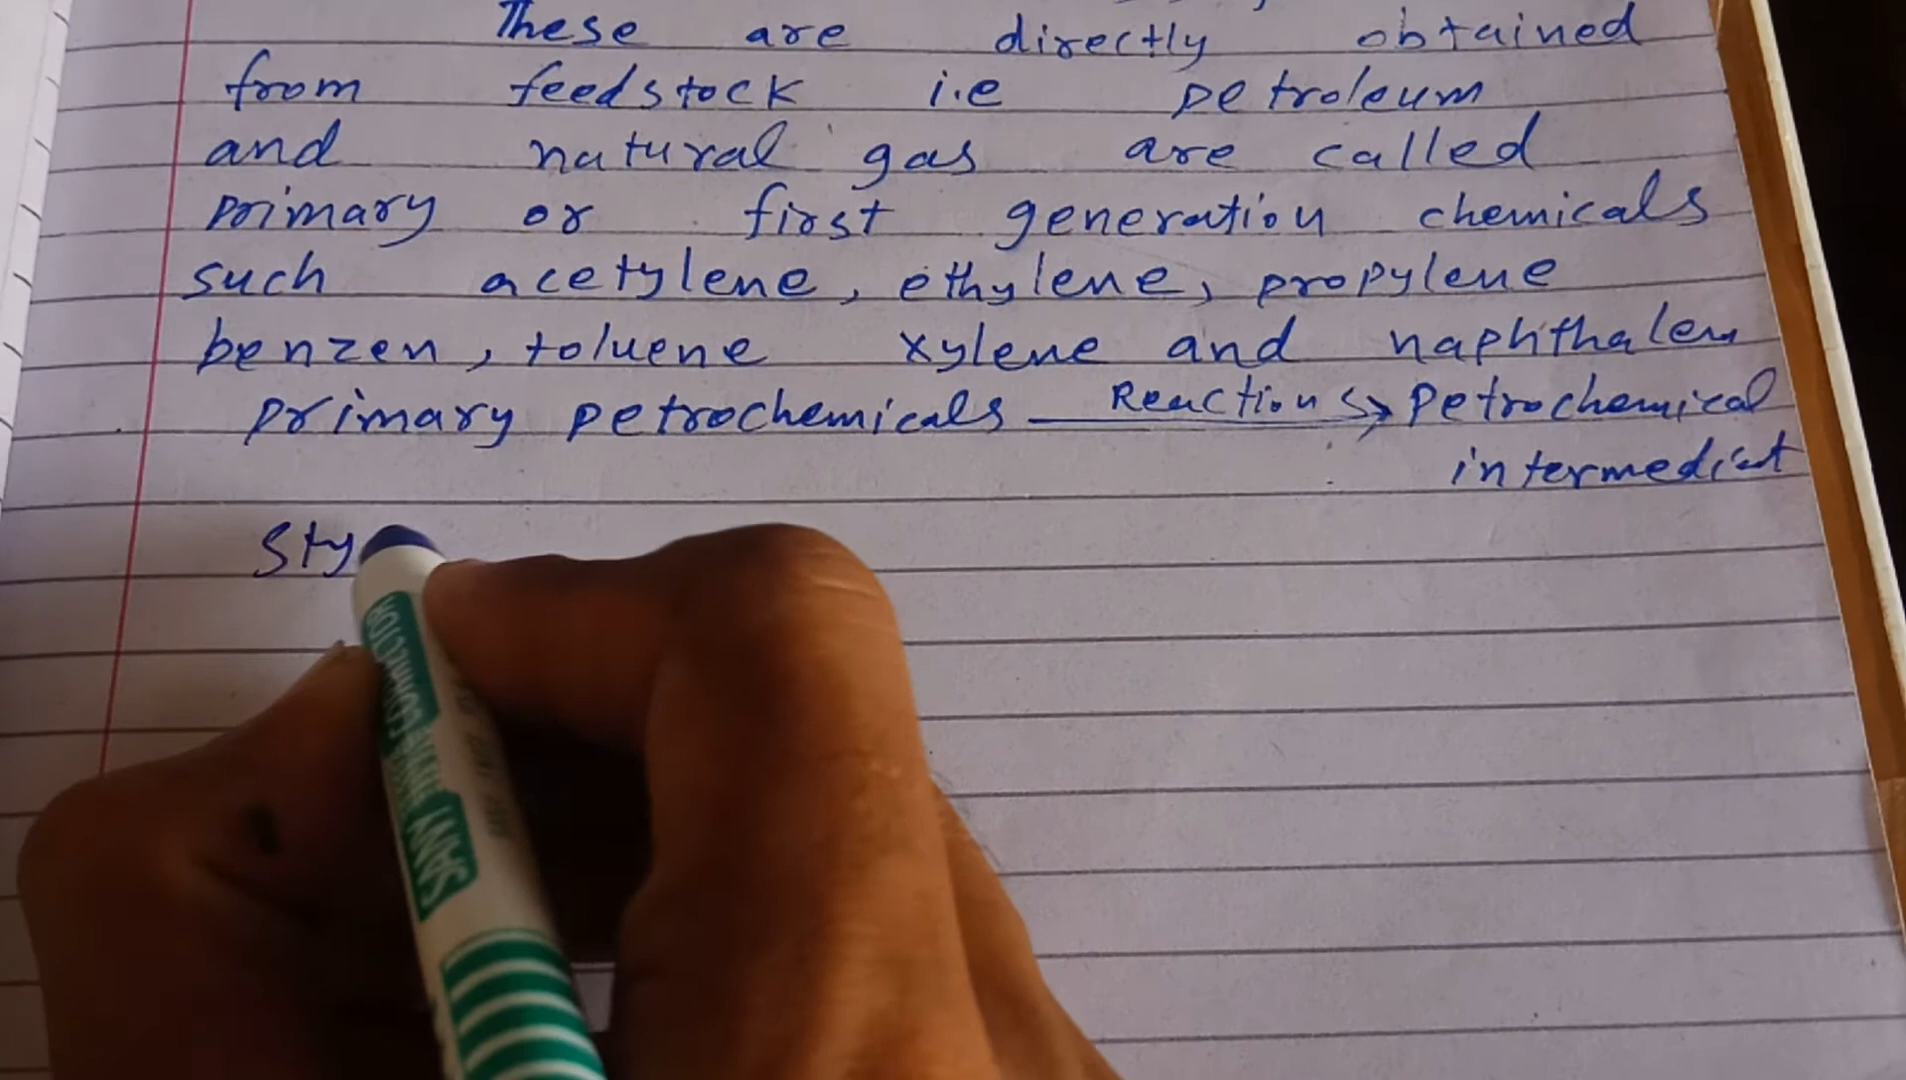 These are directly obtained
from feedstock i.e petroleum
and natural gas are called
primary or first generation chemicals
such acetylene, ethylene, propylene
benzen, toluene xylene and naphthalen
primary petrochemicals Reactions → Petrochemical
intermediat
Sty
SANY